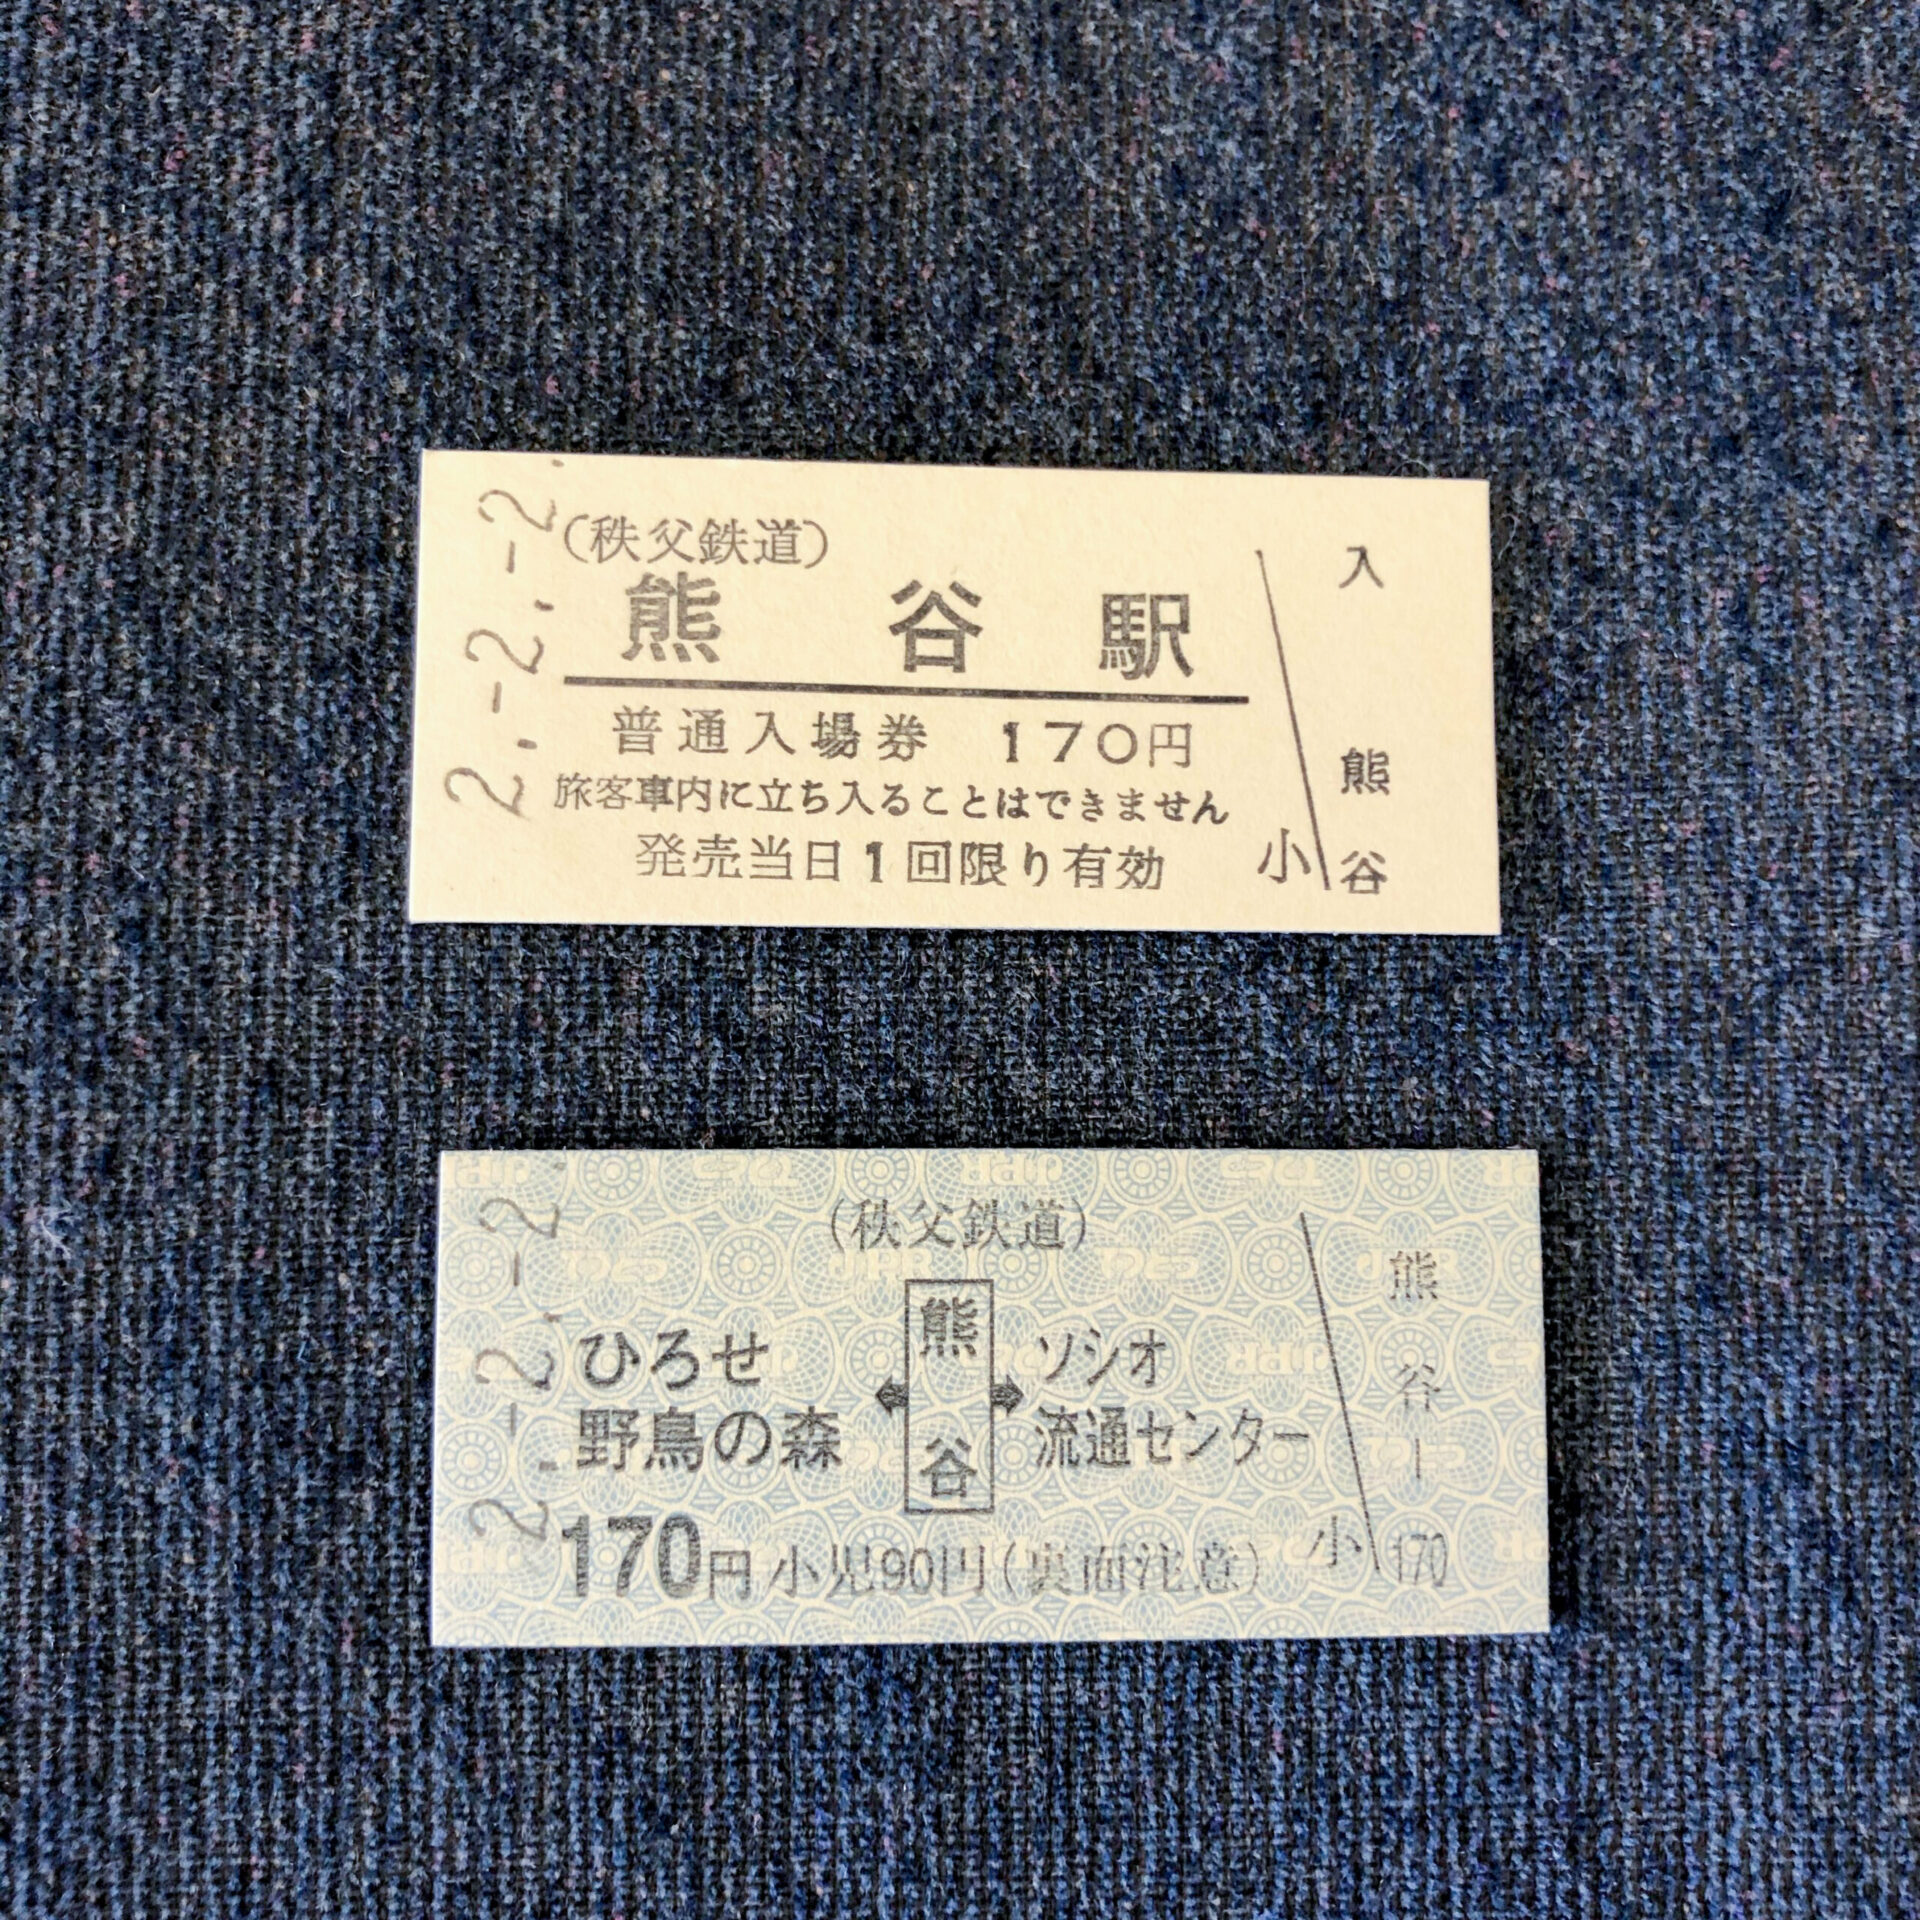 2.-2.-2.
(秩父鉄道)
熊谷駅
普通入場券 170円
旅客車内に立ち入ることはできません
発売当日1回限り有効
小
入
熊谷
2.-2.-2.
(秩父鉄道)
ひろせ
野鳥の森
熊谷
ソシオ
流通センター
170円 小児90円(裏面注意)
小
熊谷ー
170